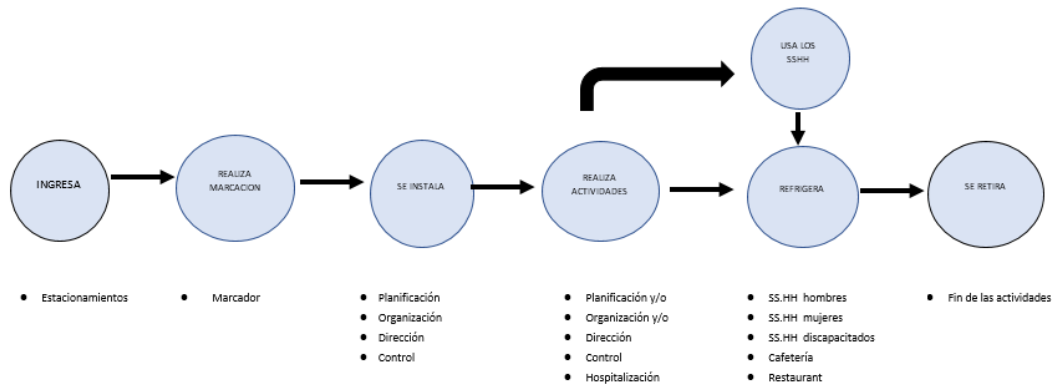 USA LOS
SSHH
INGRESA
REALIZA
MARCACION
SE INSTALA
REALIZA
ACTIVIDADES
REFRIGERA
SE RETIRA
• Estacionamientos
• Marcador
• Planificación
• Organización
• Dirección
• Control
• Planificación y/o
• Organización y/o
• Dirección
• Control
• Hospitalización
• SS.HH hombres
• SS.HH mujeres
• SS.HH discapacitados
• Cafetería
• Restaurant
• Fin de las actividades